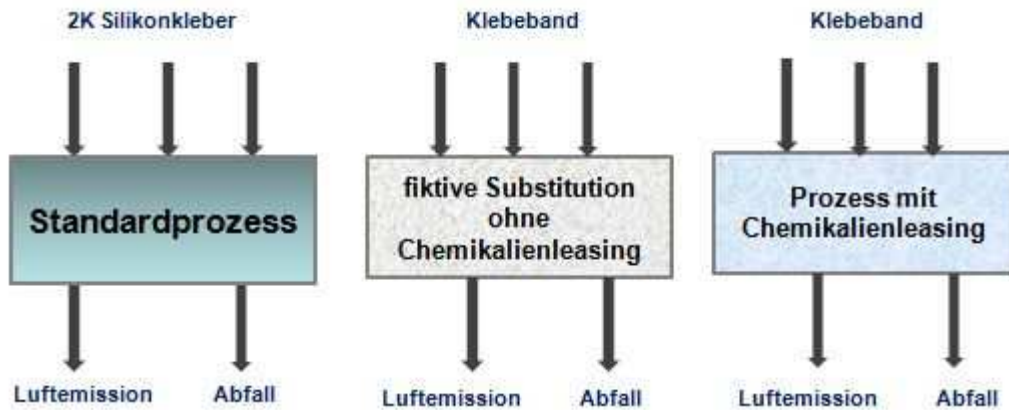 2K Silikonkleber
Klebeband
Klebeband
Standardprozess
fiktive Substitution
ohne
Chemikalienleasing
Prozess mit
Chemikalienleasing
Luftemission
Abfall
Luftemission
Abfall
Luftemission
Abfall